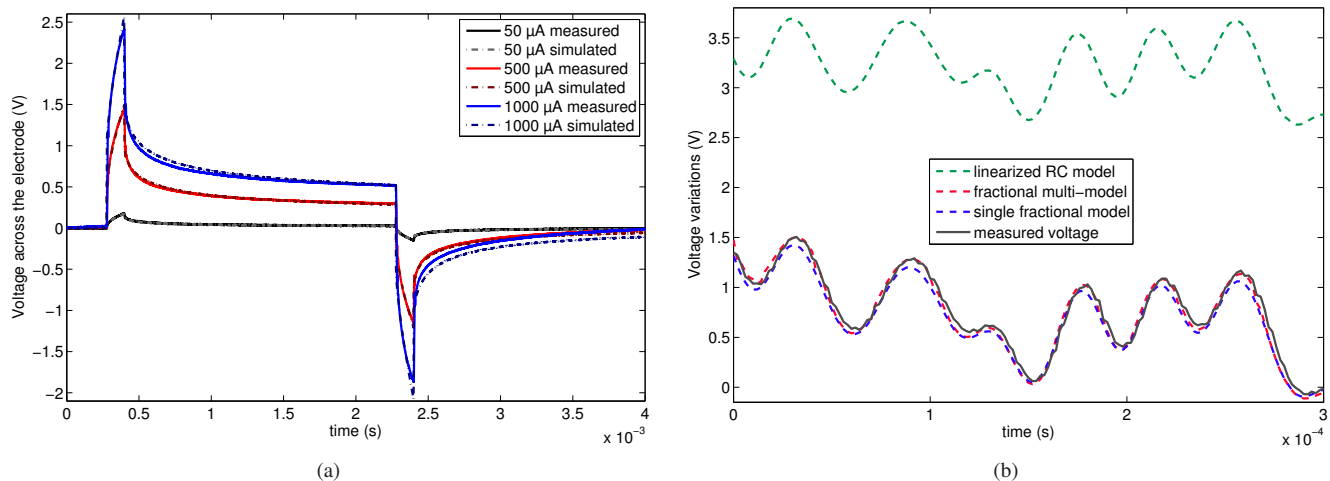 2.5
2
1.5
1
0.5
0
−0.5
−1
−1.5
−2
Voltage across the electrode (V)
50 µA measured
50 µA simulated
500 µA measured
500 µA simulated
1000 µA measured
1000 µA simulated
0 0.5 1 1.5 2 2.5 3 3.5 4
time (s)
x 10⁻³
(a)
3.5
3
2.5
2
1.5
1
0.5
0
Voltage variations (V)
linearized RC model
fractional multi−model
single fractional model
measured voltage
0 1 2 3
time (s)
x 10⁻⁴
(b)